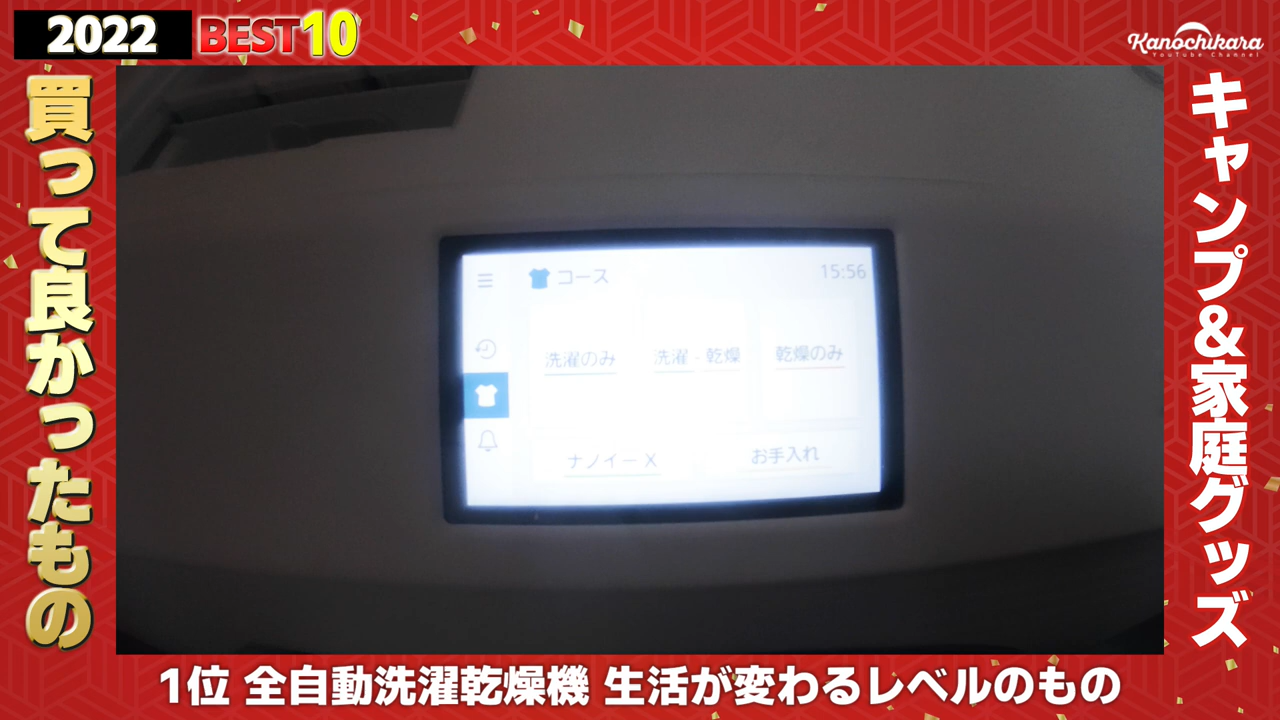 2022 BEST10
Kanochikara
YouTube Channel
買って良かったもの
キャンプ&家庭グッズ
コース
15:56
洗濯のみ
洗濯 - 乾燥
乾燥のみ
ナノイー X
お手入れ
1位 全自動洗濯乾燥機 生活が変わるレベルのもの